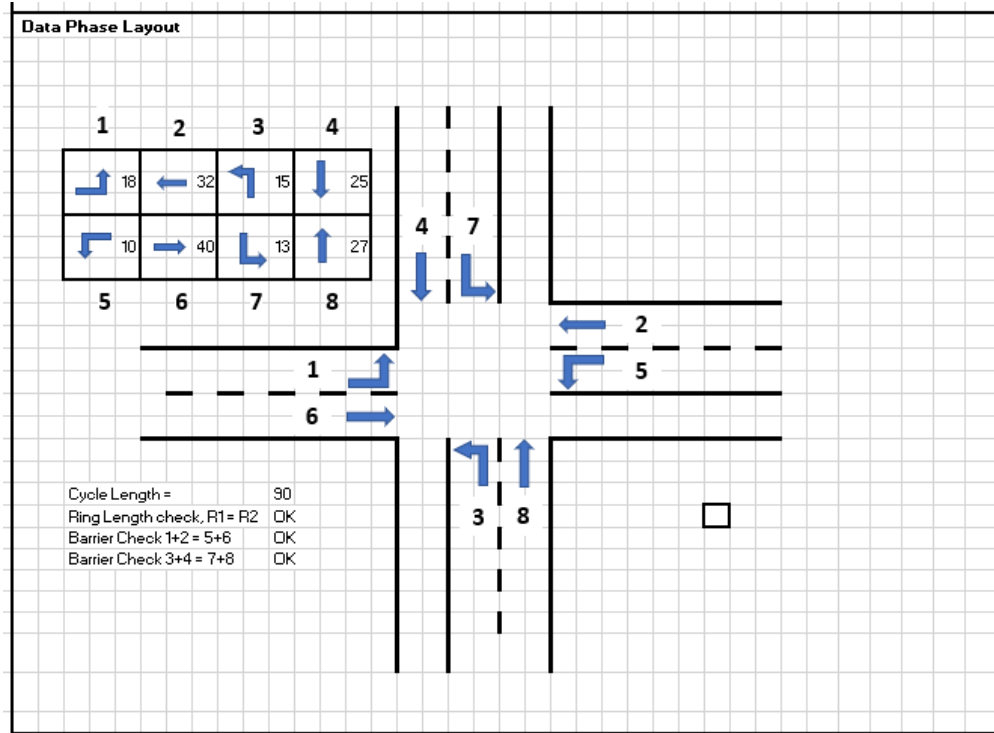 Data Phase Layout
1 2 3 4
18 32 15 25
10 40 13 27
5 6 7 8
4 7
2
1 5
6
Cycle Length = 90
Ring Length check, R1 = R2 OK
Barrier Check 1+2 = 5+6 OK
Barrier Check 3+4 = 7+8 OK
3 8